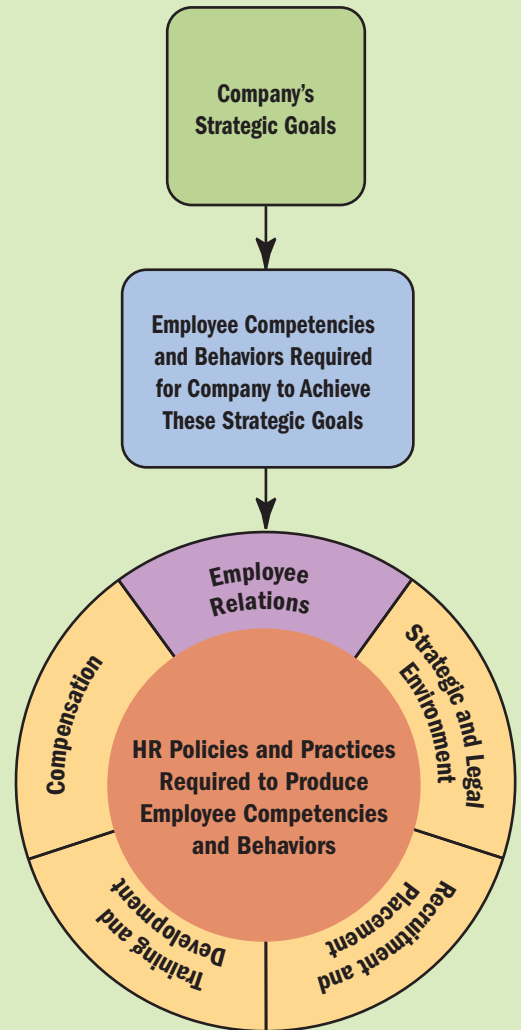 Company's
Strategic Goals
Employee Competencies
and Behaviors Required
for Company to Achieve
These Strategic Goals
Employee
Relations
Strategic and Legal
Environment
Recruitment and
Placement
Training and
Development
Compensation
HR Policies and Practices
Required to Produce
Employee Competencies
and Behaviors